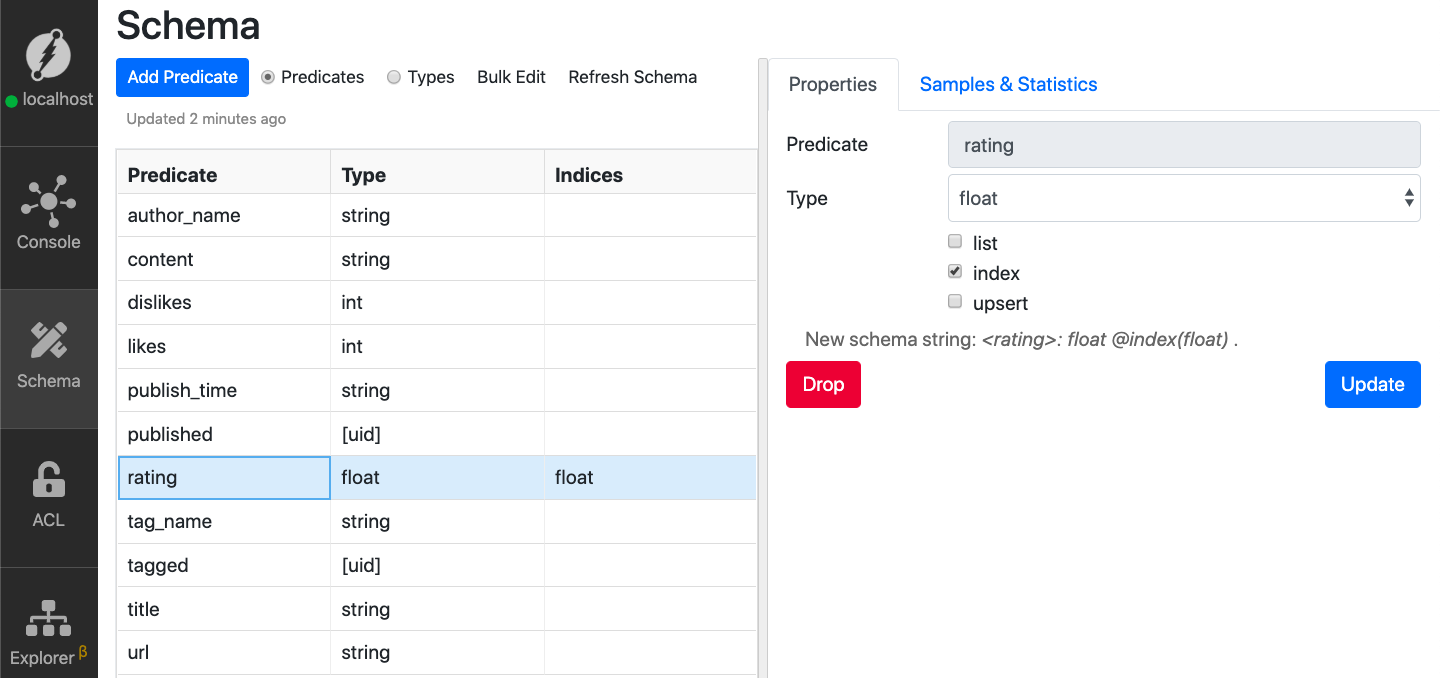 localhost
Console
Schema
ACL
Explorer β
Schema
Add Predicate Predicates Types Bulk Edit Refresh Schema
Updated 2 minutes ago
Predicate Type Indices
author_name string
content string
dislikes int
likes int
publish_time string
published [uid]
rating float float
tag_name string
tagged [uid]
title string
url string
Properties Samples & Statistics
Predicate rating
Type float
list
index
upsert
New schema string: <rating>: float @index(float) .
Drop Update